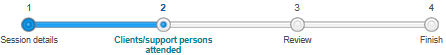 1 2 3 4
Session details Clients/support persons Review Finish
attended